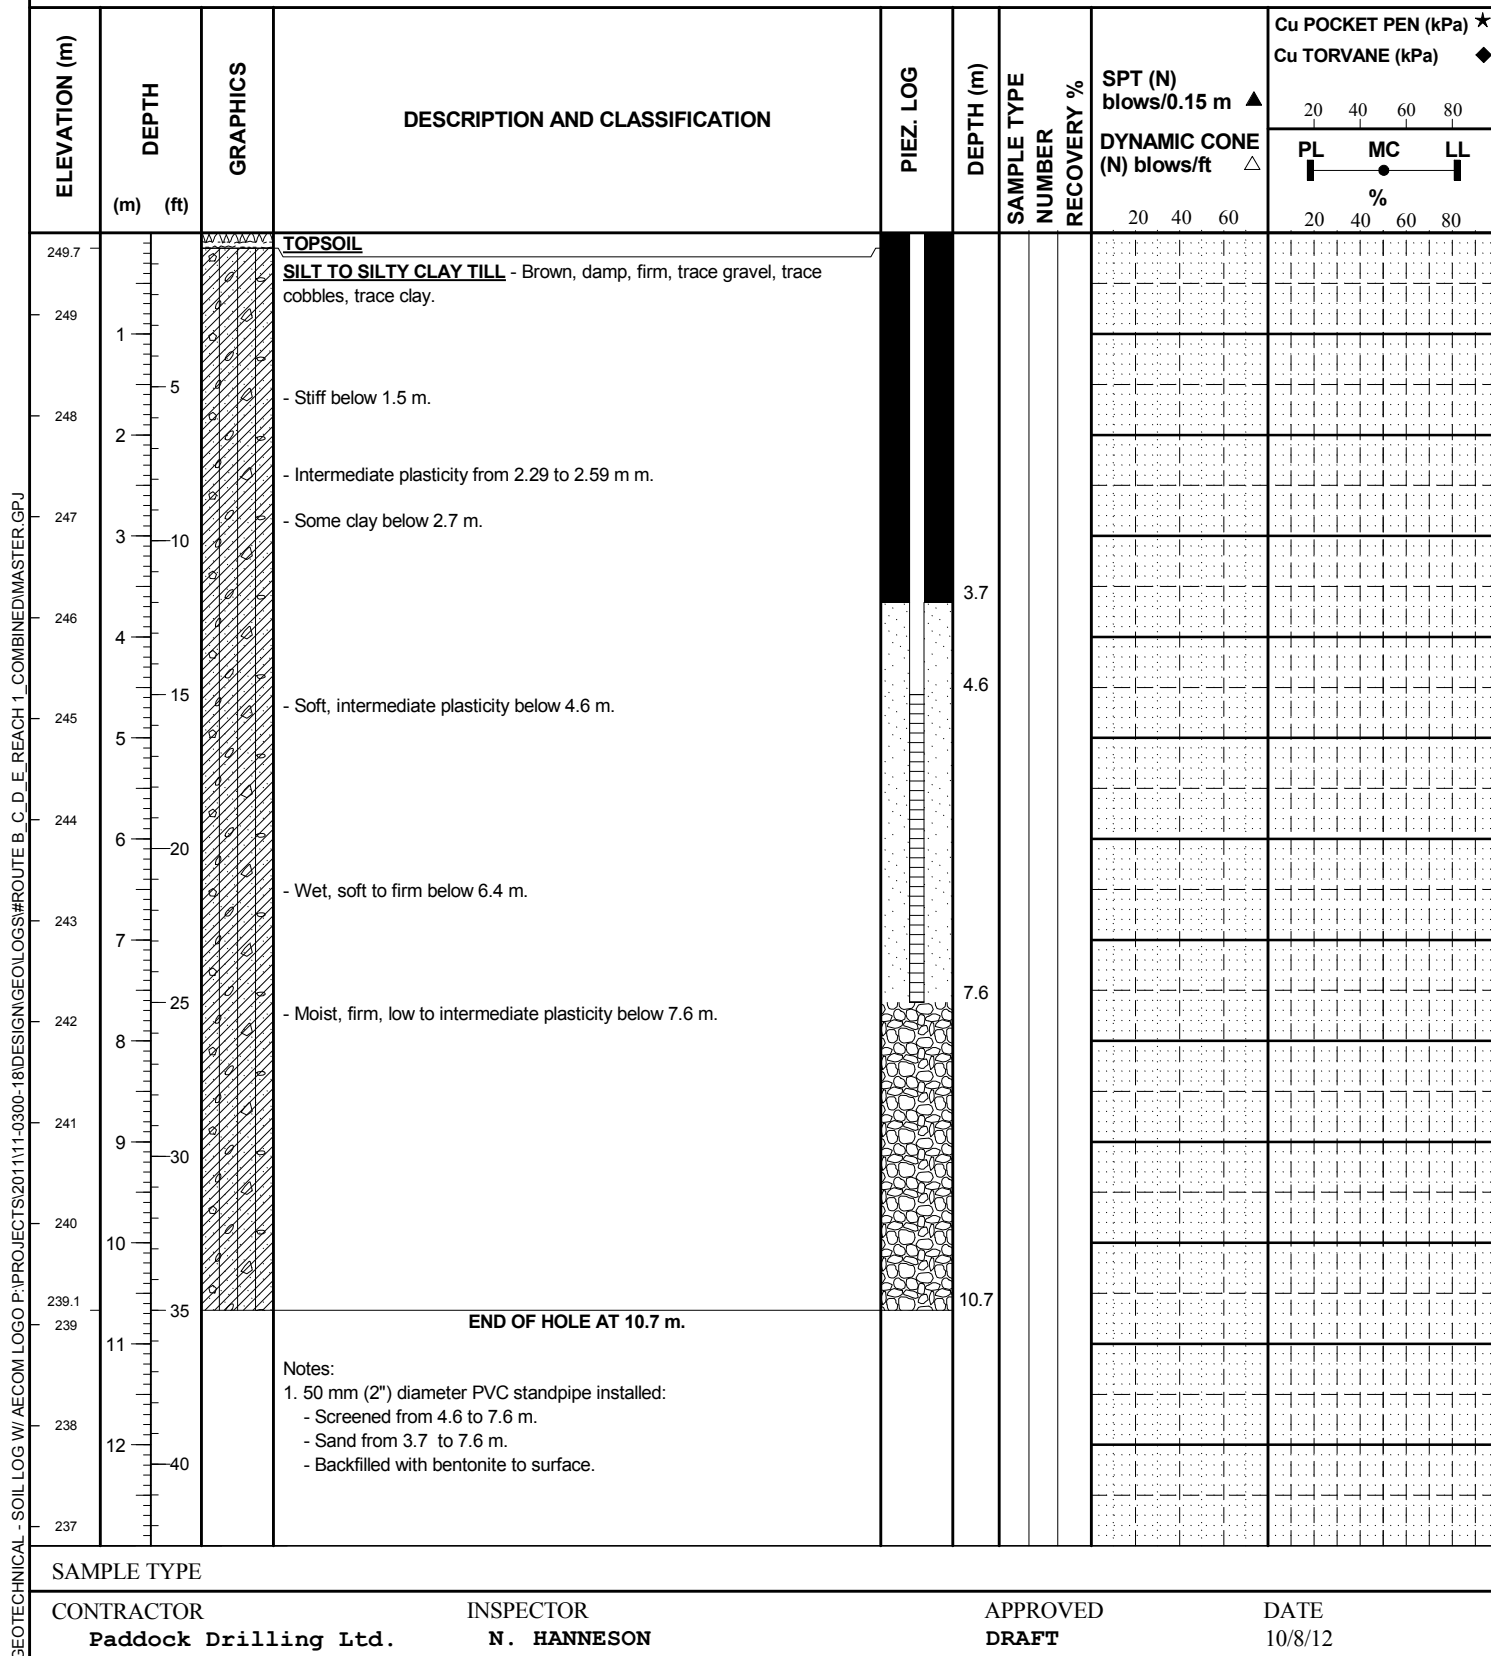 ELEVATION (m)
DEPTH
(m) (ft)
GRAPHICS
DESCRIPTION AND CLASSIFICATION
PIEZ. LOG
DEPTH (m)
SAMPLE TYPE
NUMBER
RECOVERY %
SPT (N)
blows/0.15 m ▲
DYNAMIC CONE
(N) blows/ft △
20 40 60
Cu POCKET PEN (kPa) ★
Cu TORVANE (kPa) ◆
20 40 60 80
PL MC LL
%
20 40 60 80
249.7
TOPSOIL
SILT TO SILTY CLAY TILL - Brown, damp, firm, trace gravel, trace
cobbles, trace clay.
249
1
5
- Stiff below 1.5 m.
248
2
- Intermediate plasticity from 2.29 to 2.59 m m.
247
- Some clay below 2.7 m.
3
10
3.7
246
4
4.6
15
- Soft, intermediate plasticity below 4.6 m.
245
5
244
6
20
- Wet, soft to firm below 6.4 m.
243
7
7.6
25
- Moist, firm, low to intermediate plasticity below 7.6 m.
242
8
241
9
30
240
10
239.1
10.7
35
END OF HOLE AT 10.7 m.
239
11
Notes:
1. 50 mm (2") diameter PVC standpipe installed:
- Screened from 4.6 to 7.6 m.
238
- Sand from 3.7 to 7.6 m.
12
- Backfilled with bentonite to surface.
40
237
GEOTECHNICAL - SOIL LOG W/ AECOM LOGO P:\PROJECTS\2011\11-0300-18\DESIGN\GEO\LOGS\#ROUTE B_C_D_E_REACH 1_COMBINED\MASTER.GPJ
SAMPLE TYPE
CONTRACTOR INSPECTOR APPROVED DATE
Paddock Drilling Ltd. N. HANNESON DRAFT 10/8/12